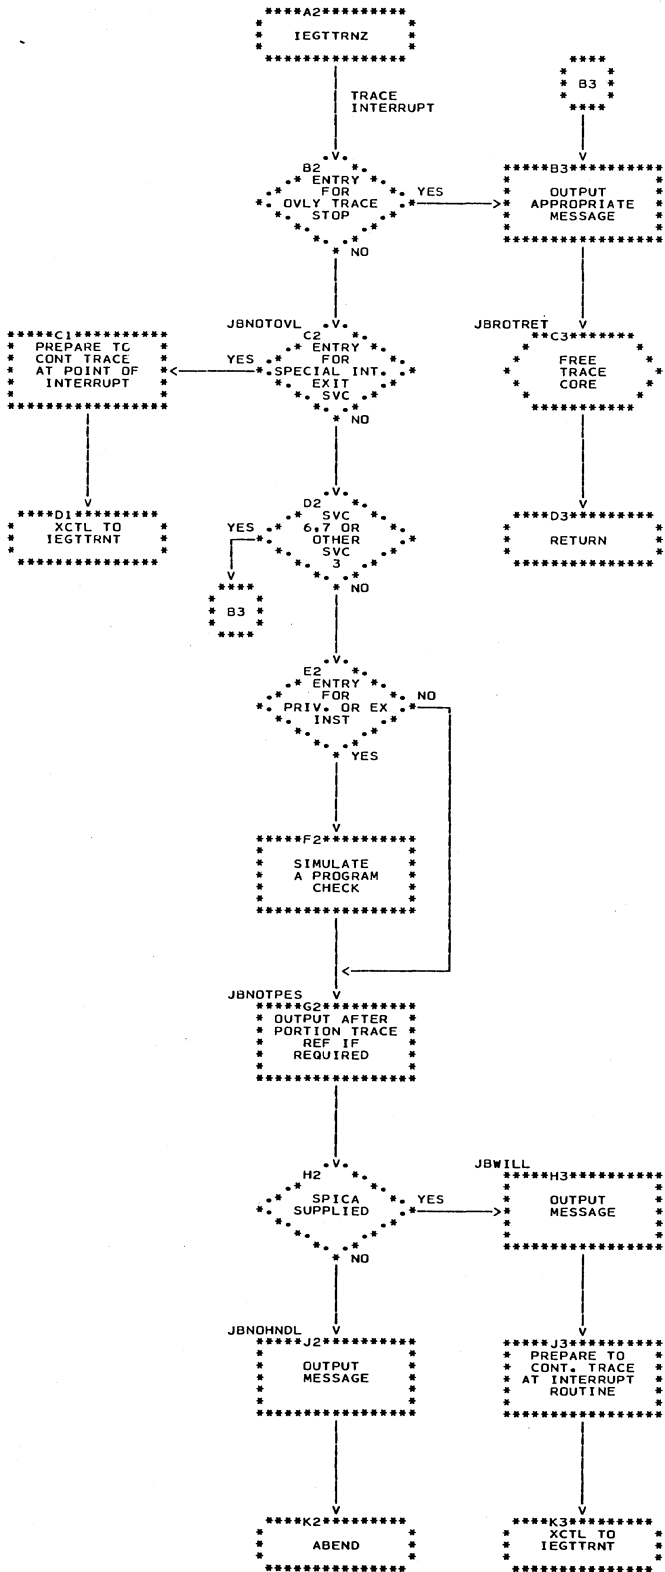 A2
IEGTTRNZ
B3
TRACE
INTERRUPT
B2
ENTRY
FOR
OVLY TRACE
STOP
YES
NO
B3
OUTPUT
APPROPRIATE
MESSAGE
JBNOTOVL
C1
PREPARE TO
CONT TRACE
AT POINT OF
INTERRUPT
YES
C2
ENTRY
FOR
SPECIAL INT.
EXIT
SVC
NO
JBROTRET
C3
FREE
TRACE
CORE
D1
XCTL TO
IEGTTRNT
YES
D2
SVC
6,7 OR
OTHER
SVC
3
NO
D3
RETURN
B3
E2
ENTRY
FOR
PRIV. OR EX
INST
NO
YES
F2
SIMULATE
A PROGRAM
CHECK
JBNOTPES
G2
OUTPUT AFTER
PORTION TRACE
REF IF
REQUIRED
H2
SPICA
SUPPLIED
YES
NO
JBWILL
H3
OUTPUT
MESSAGE
JBNOHNDL
J2
OUTPUT
MESSAGE
J3
PREPARE TO
CONT. TRACE
AT INTERRUPT
ROUTINE
K2
ABEND
K3
XCTL TO
IEGTTRNT